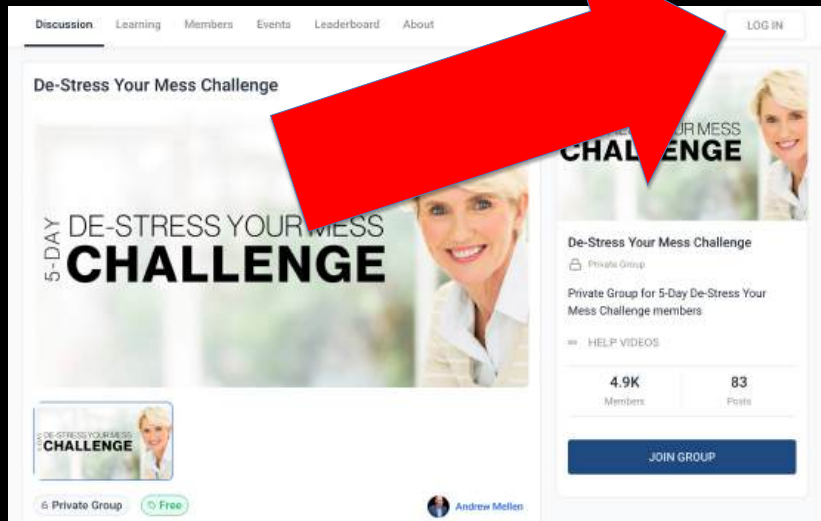 Discussion Learning Members Events Leaderboard About
LOG IN
De-Stress Your Mess Challenge
5-DAY
DE-STRESS YOUR MESS
CHALLENGE
CHALLENGE
Private Group
Free
Andrew Mellen
UR MESS
CHALLENGE
De-Stress Your Mess Challenge
Private Group
Private Group for 5-Day De-Stress Your
Mess Challenge members
HELP VIDEOS
4.9K 83
Members Posts
JOIN GROUP